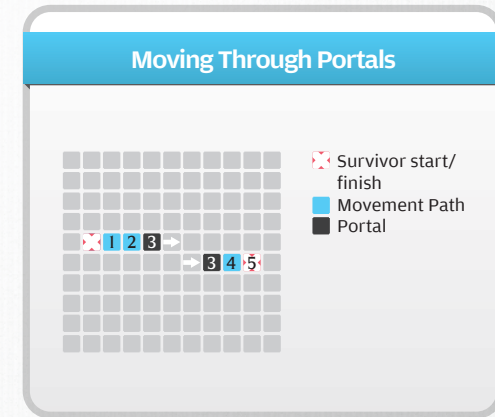 Moving Through Portals
Survivor start/
finish
Movement Path
Portal
1 2 3
3 4 5